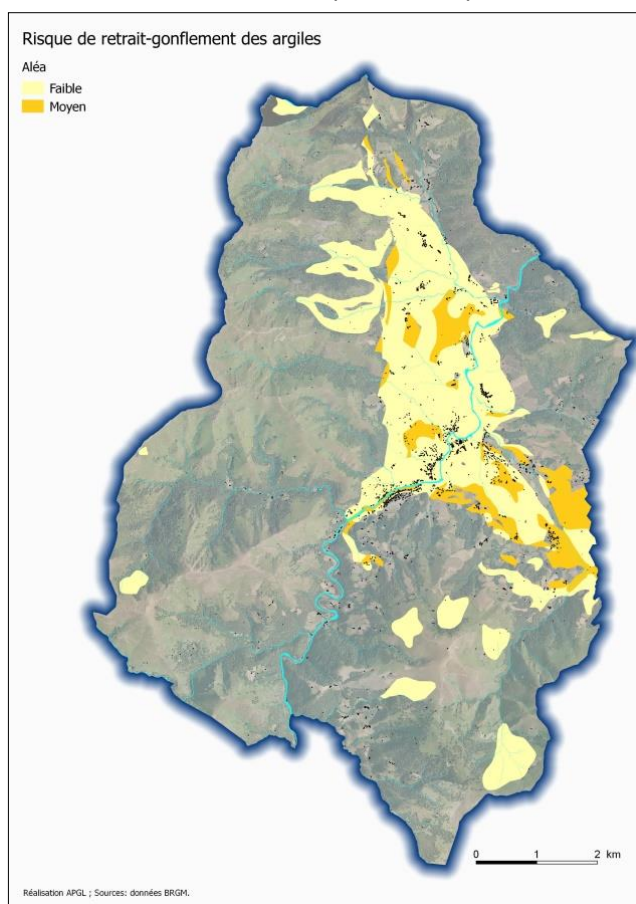 Risque de retrait-gonflement des argiles
Aléa
Faible
Moyen
0 1 2 km
Réalisation APGL ; Sources: données BRGM.